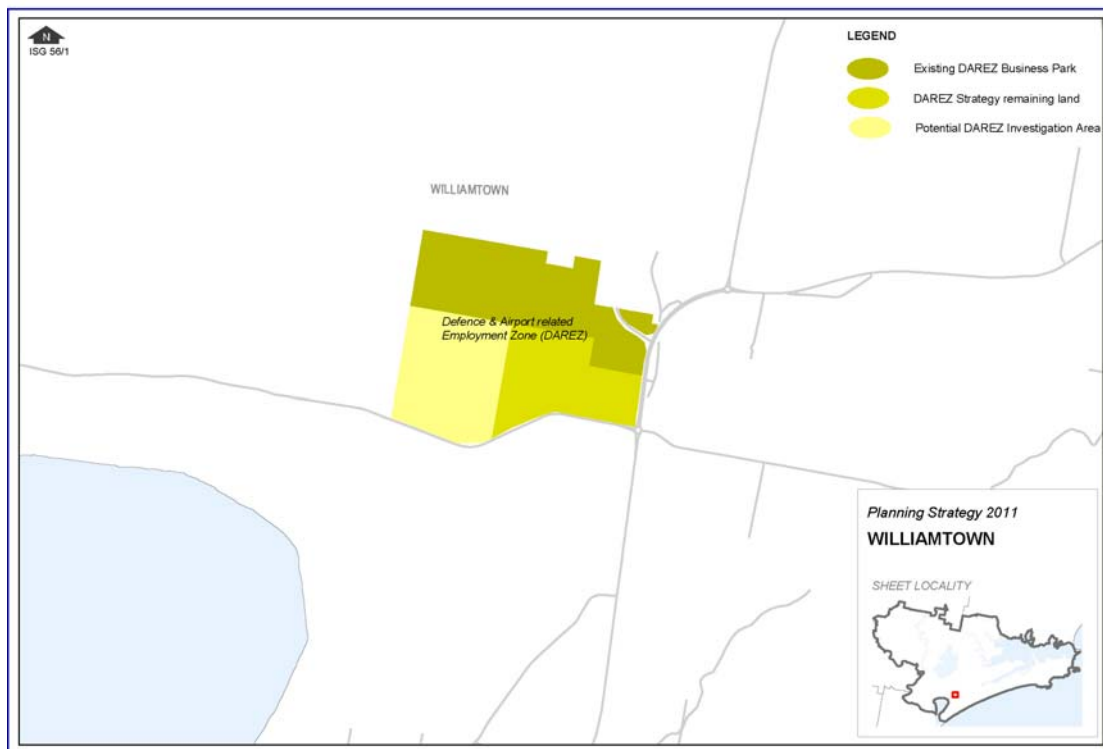 N
ISG 56/1
LEGEND
Existing DAREZ Business Park
DAREZ Strategy remaining land
Potential DAREZ Investigation Area
WILLIAMTOWN
Defence & Airport related
Employment Zone (DAREZ)
Planning Strategy 2011
WILLIAMTOWN
SHEET LOCALITY